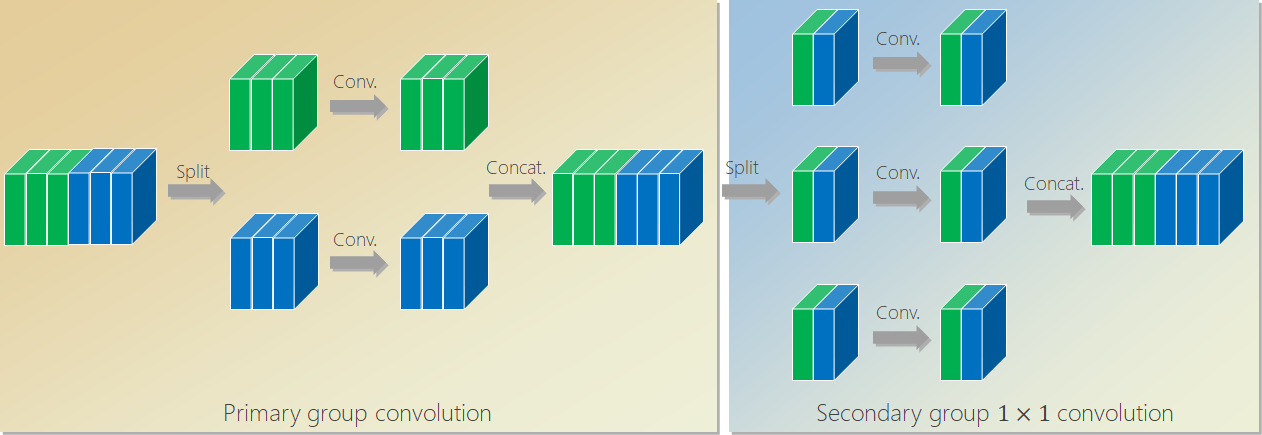 Split
Conv.
Conv.
Concat.
Primary group convolution
Split
Conv.
Conv.
Conv.
Concat.
Secondary group 1 × 1 convolution